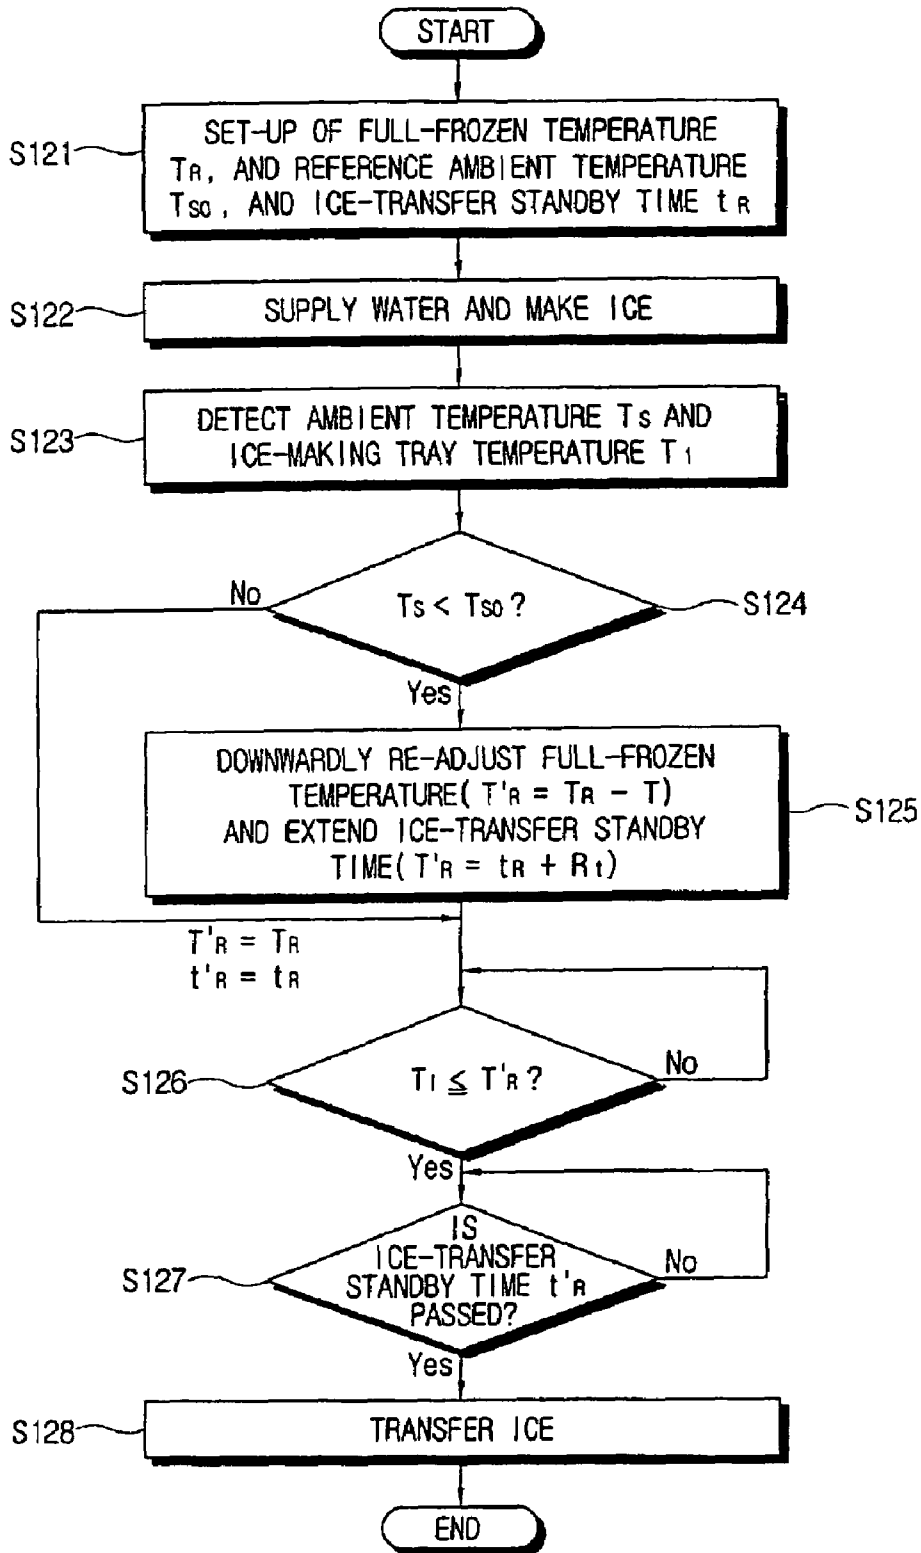 START
S121
SET-UP OF FULL-FROZEN TEMPERATURE
TR, AND REFERENCE AMBIENT TEMPERATURE
TSO, AND ICE-TRANSFER STANDBY TIME tR
S122
SUPPLY WATER AND MAKE ICE
S123
DETECT AMBIENT TEMPERATURE TS AND
ICE-MAKING TRAY TEMPERATURE T1
No
TS < TSO ?
S124
Yes
DOWNWARDLY RE-ADJUST FULL-FROZEN
TEMPERATURE( T'R = TR - T)
AND EXTEND ICE-TRANSFER STANDBY
TIME( T'R = tR + Rt)
S125
T'R = TR
t'R = tR
S126
TI ≦ T'R ?
No
Yes
S127
IS
ICE-TRANSFER
STANDBY TIME t'R
PASSED?
No
Yes
S128
TRANSFER ICE
END